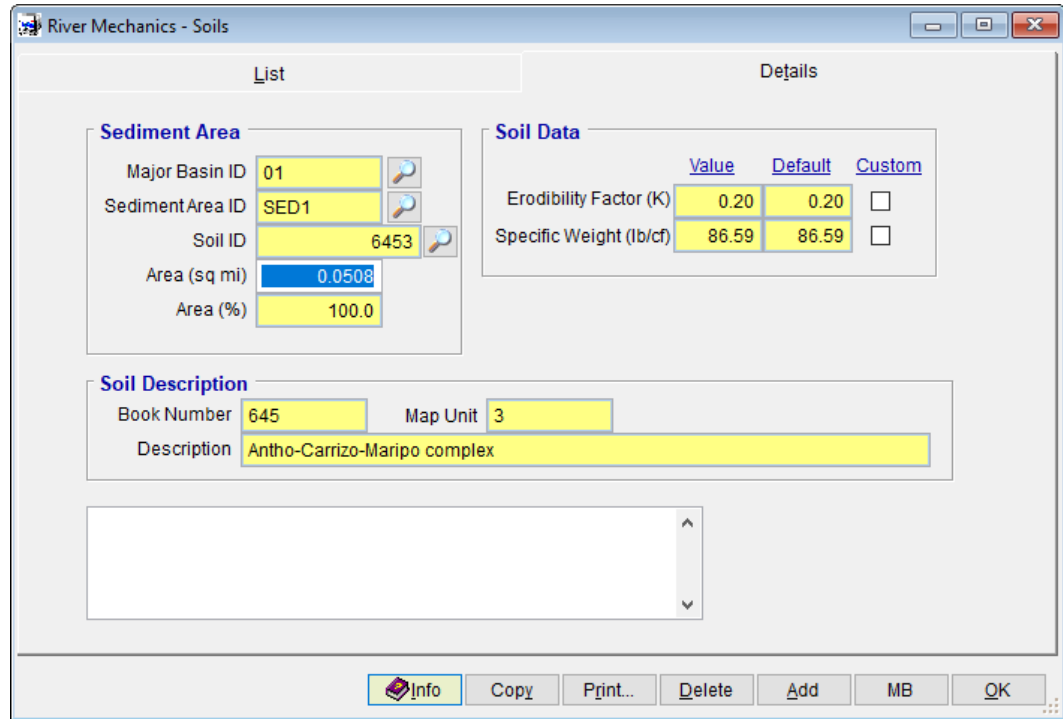 River Mechanics - Soils
List
Details
Sediment Area
Major Basin ID 01
Sediment Area ID SED1
Soil ID 6453
Area (sq mi) 0.0508
Area (%) 100.0
Soil Data
Value Default Custom
Erodibility Factor (K) 0.20 0.20
Specific Weight (lb/cf) 86.59 86.59
Soil Description
Book Number 645 Map Unit 3
Description Antho-Carrizo-Maripo complex
Info Copy Print... Delete Add MB OK